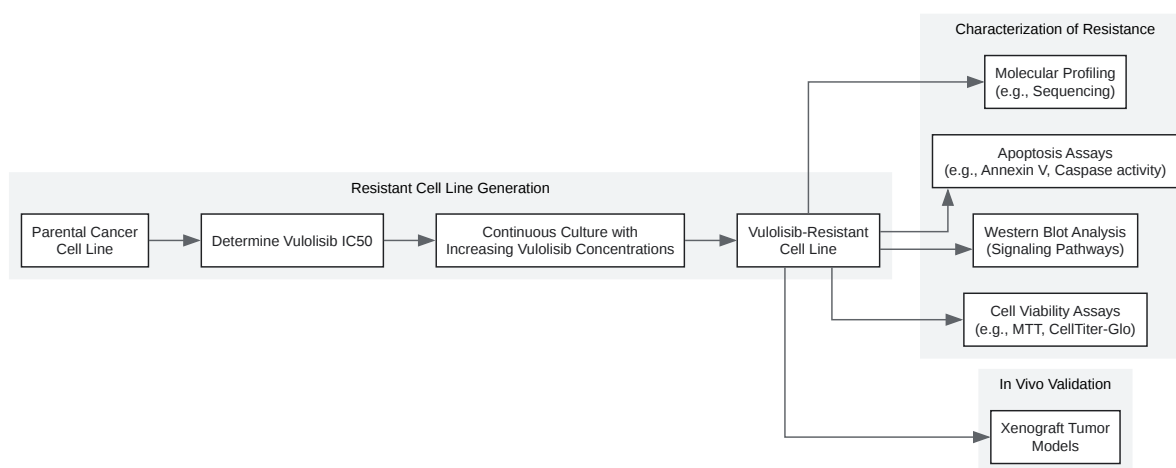 Resistant Cell Line Generation
Parental Cancer
Cell Line
Determine Vulolisib IC50
Continuous Culture with
Increasing Vulolisib Concentrations
Vulolisib-Resistant
Cell Line
Characterization of Resistance
Molecular Profiling
(e.g., Sequencing)
Apoptosis Assays
(e.g., Annexin V, Caspase activity)
Western Blot Analysis
(Signaling Pathways)
Cell Viability Assays
(e.g., MTT, CellTiter-Glo)
In Vivo Validation
Xenograft Tumor
Models